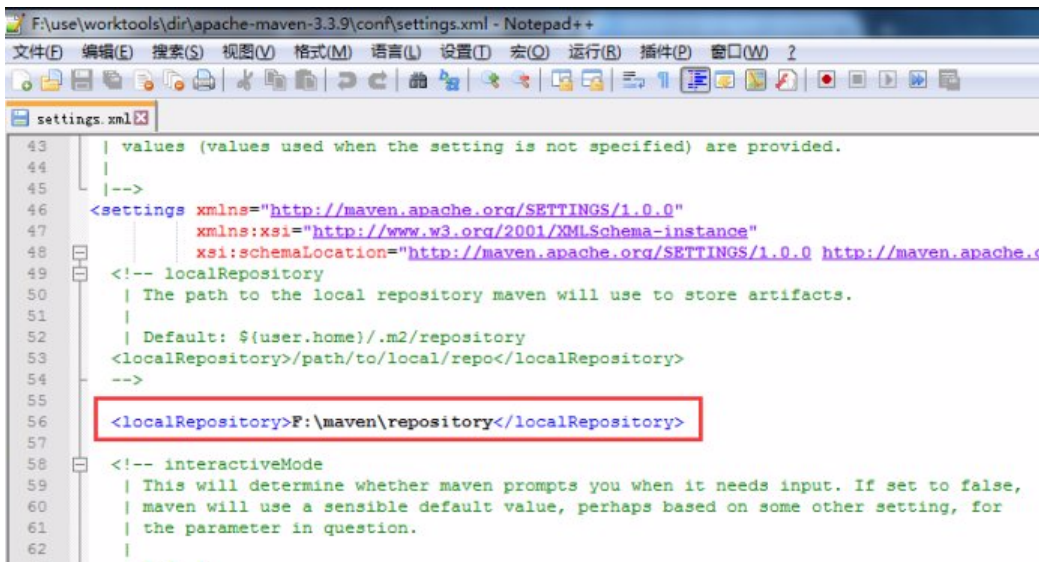 F:\use\worktools\dir\apache-maven-3.3.9\conf\settings.xml - Notepad++
文件(F) 编辑(E) 搜索(S) 视图(V) 格式(M) 语言(L) 设置(T) 宏(O) 运行(R) 插件(P) 窗口(W) ?
settings.xml
43 | values (values used when the setting is not specified) are provided.
44 |
45 |-->
46 <settings xmlns="http://maven.apache.org/SETTINGS/1.0.0"
47 xmlns:xsi="http://www.w3.org/2001/XMLSchema-instance"
48 xsi:schemaLocation="http://maven.apache.org/SETTINGS/1.0.0 http://maven.apache.
49 <!-- localRepository
50 | The path to the local repository maven will use to store artifacts.
51 |
52 | Default: ${user.home}/.m2/repository
53 <localRepository>/path/to/local/repo</localRepository>
54 -->
55
56 <localRepository>F:\maven\repository</localRepository>
57
58 <!-- interactiveMode
59 | This will determine whether maven prompts you when it needs input. If set to false,
60 | maven will use a sensible default value, perhaps based on some other setting, for
61 | the parameter in question.
62 |